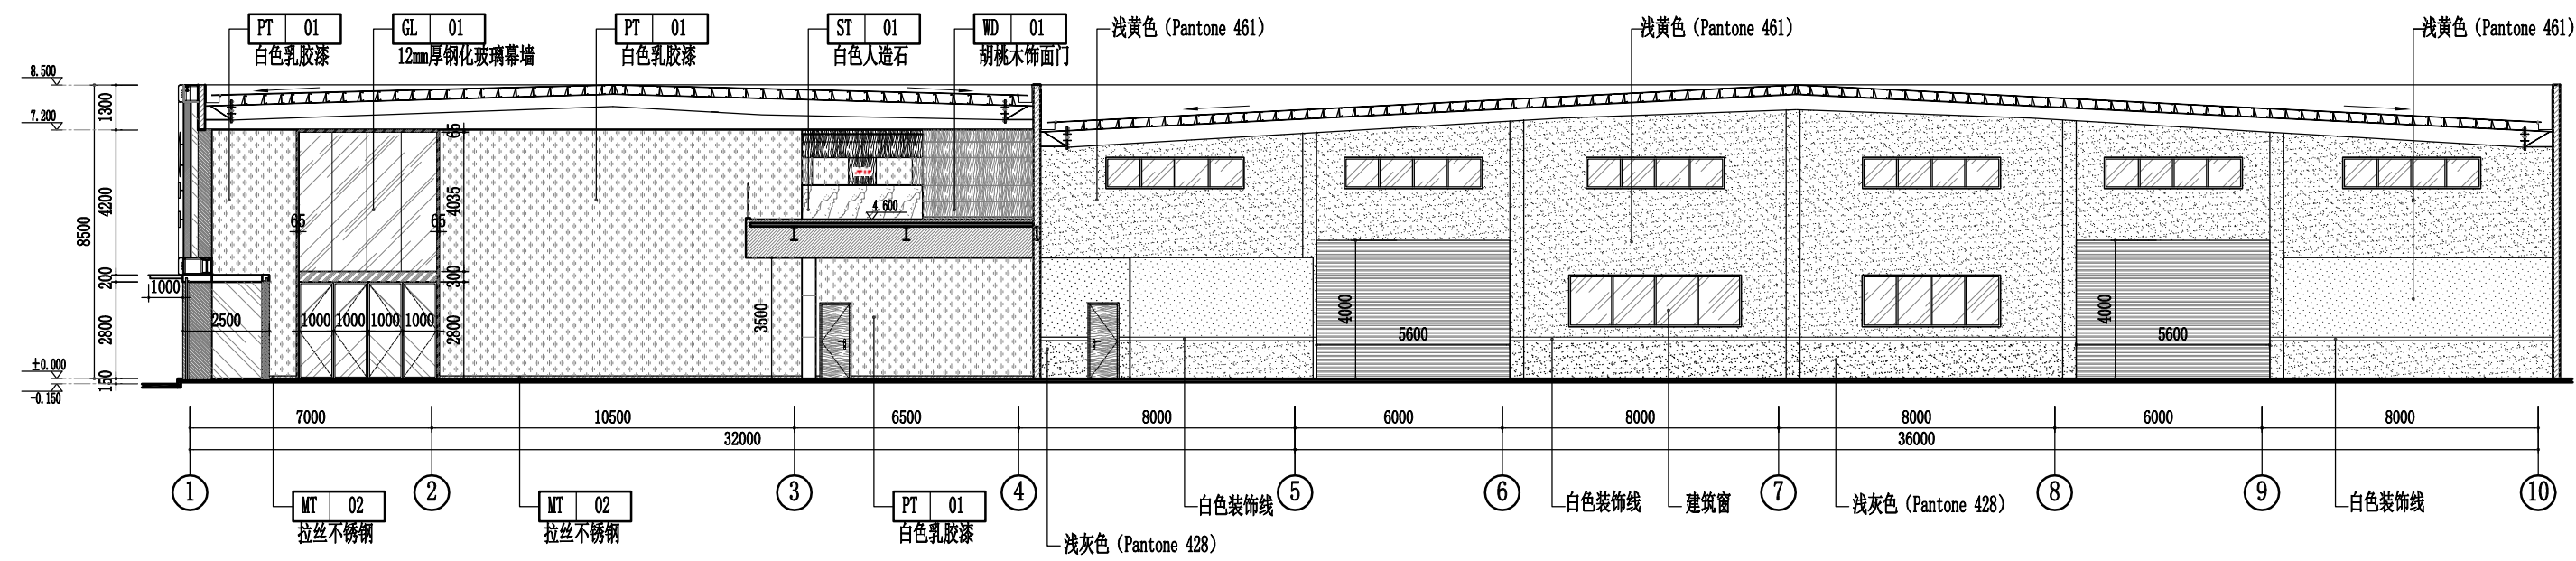 PT 01
白色乳胶漆
GL 01
12mm厚钢化玻璃幕墙
PT 01
白色乳胶漆
ST 01
白色人造石
WD 01
胡桃木饰面门
浅黄色 (Pantone 461)
浅黄色 (Pantone 461)
浅黄色 (Pantone 461)
8.500
7.200
±0.000
-0.150
8500
1300
4200
200
2800
150
1000
2500
65
65
65
4035
300
2800
1000
1000
1000
1000
3500
4.600
4000
5600
4000
5600
7000
10500
6500
8000
6000
8000
8000
6000
8000
32000
36000
1
2
3
4
5
6
7
8
9
10
MT 02
拉丝不锈钢
MT 02
拉丝不锈钢
PT 01
白色乳胶漆
浅灰色 (Pantone 428)
白色装饰线
白色装饰线
建筑窗
浅灰色 (Pantone 428)
白色装饰线